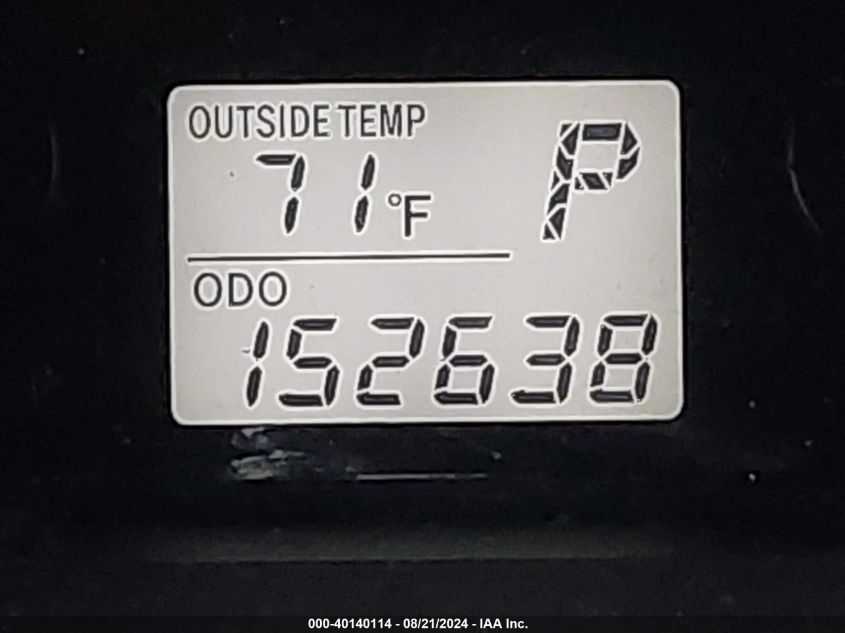 OUTSIDE TEMP
71°F P
ODO
152638
000-40140114 - 08/21/2024 - IAA Inc.